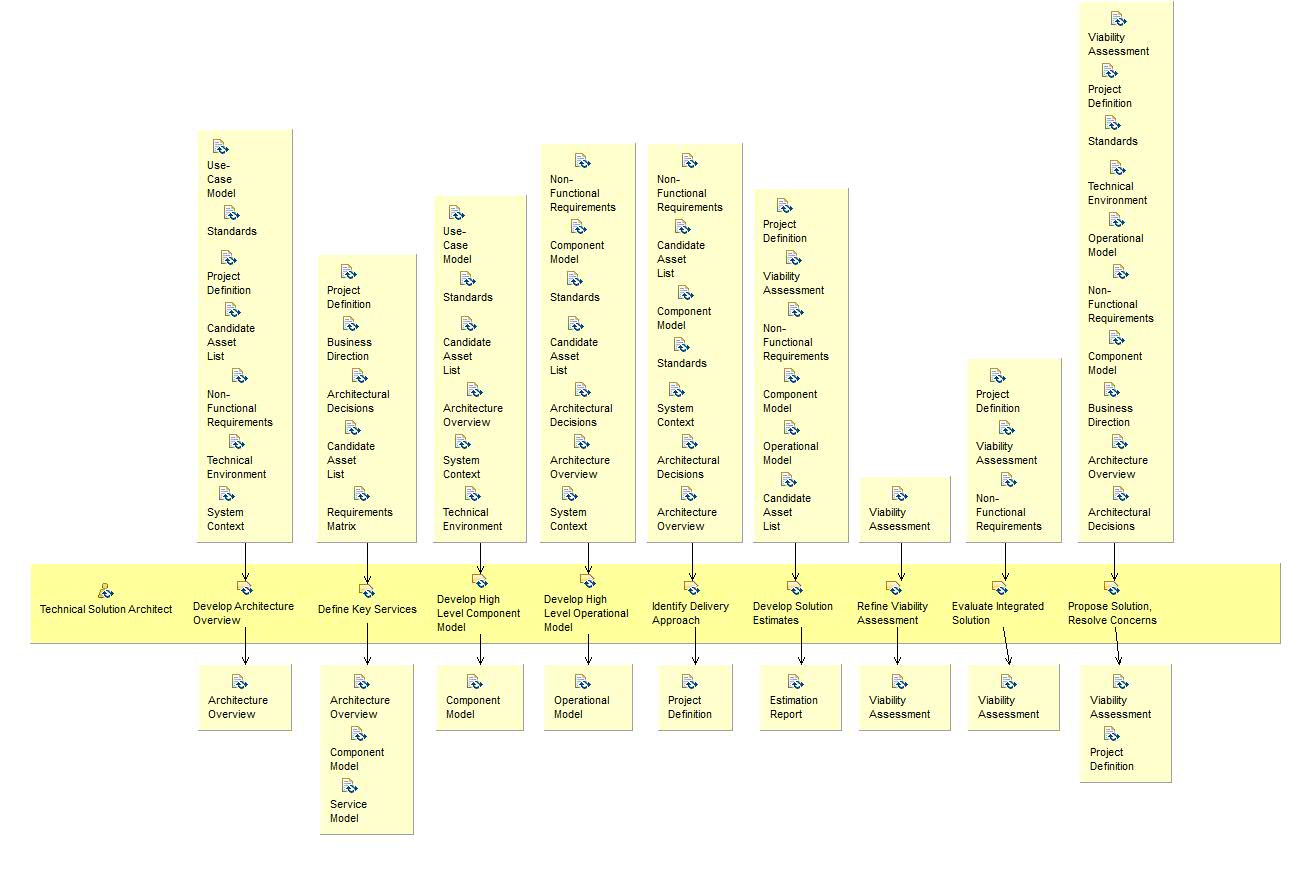 Use-
Case
Model
Standards
Project
Definition
Candidate
Asset
List
Non-
Functional
Requirements
Technical
Environment
System
Context
Project
Definition
Business
Direction
Architectural
Decisions
Candidate
Asset
List
Requirements
Matrix
Use-
Case
Model
Standards
Candidate
Asset
List
Architecture
Overview
System
Context
Technical
Environment
Non-
Functional
Requirements
Component
Model
Standards
Candidate
Asset
List
Architectural
Decisions
Architecture
Overview
System
Context
Non-
Functional
Requirements
Candidate
Asset
List
Component
Model
Standards
System
Context
Architectural
Decisions
Architecture
Overview
Project
Definition
Viability
Assessment
Non-
Functional
Requirements
Component
Model
Operational
Model
Candidate
Asset
List
Viability
Assessment
Project
Definition
Viability
Assessment
Non-
Functional
Requirements
Viability
Assessment
Project
Definition
Standards
Technical
Environment
Operational
Model
Non-
Functional
Requirements
Component
Model
Business
Direction
Architecture
Overview
Architectural
Decisions
Technical Solution Architect
Develop Architecture
Overview
Define Key Services
Develop High
Level Component
Model
Develop High
Level Operational
Model
Identify Delivery
Approach
Develop Solution
Estimates
Refine Viability
Assessment
Evaluate Integrated
Solution
Propose Solution,
Resolve Concerns
Architecture
Overview
Architecture
Overview
Component
Model
Service
Model
Component
Model
Operational
Model
Project
Definition
Estimation
Report
Viability
Assessment
Viability
Assessment
Viability
Assessment
Project
Definition